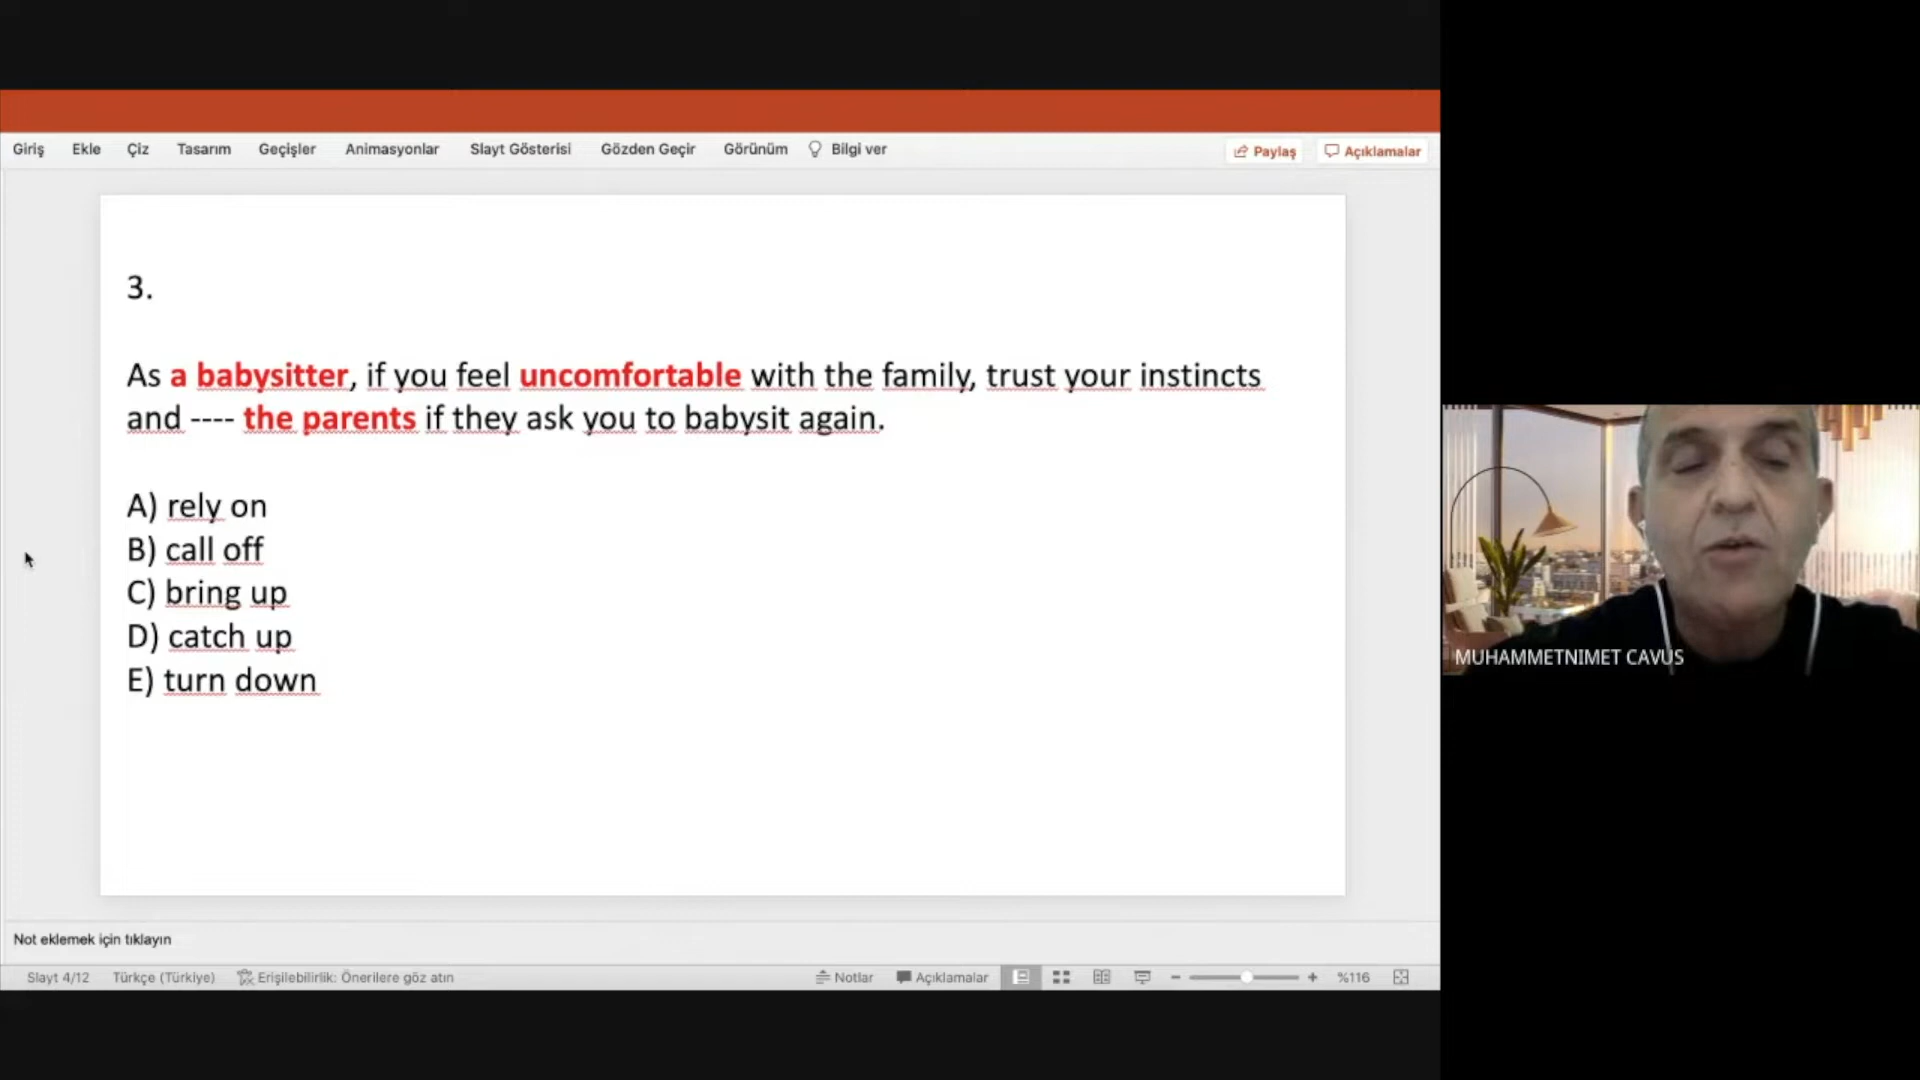 Giriş Ekle Çiz Tasarım Geçişler Animasyonlar Slayt Gösterisi Gözden Geçir Görünüm Bilgi ver Paylaş Açıklamalar
3.
As a babysitter, if you feel uncomfortable with the family, trust your instincts
and ---- the parents if they ask you to babysit again.
A) rely on
B) call off
C) bring up
D) catch up
E) turn down
MUHAMMETNIMET CAVUS
Not eklemek için tıklayın
Slayt 4/12 Türkçe (Türkiye) Erişilebilirlik: Önerilere göz atın Notlar Açıklamalar %116